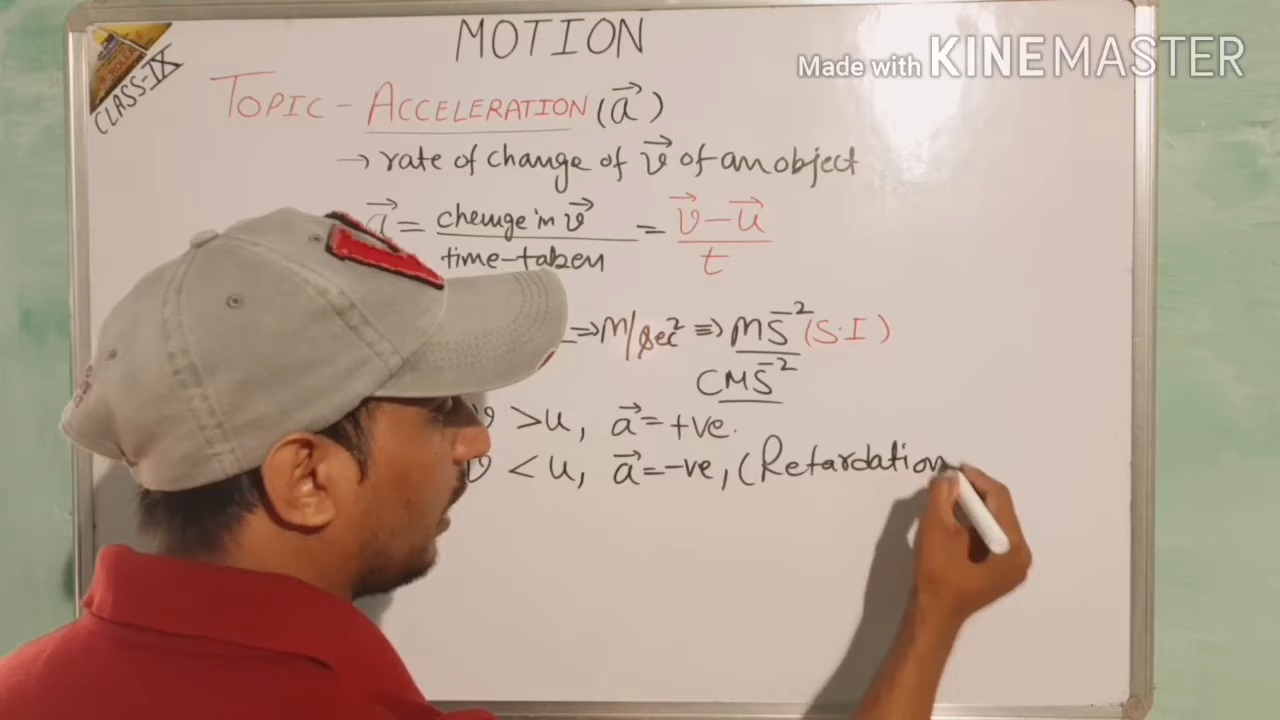 MOTION
Made with KINEMASTER
CLASS-IX
TOPIC - ACCELERATION (a⃗)
→ rate of change of v⃗ of an object
a⃗ = change in v⃗ / time-taken = v⃗ - u⃗ / t
⇒ M/sec² ⇒ MS⁻² (S.I)
CMS⁻²
v > u, a⃗ = +ve.
v < u, a⃗ = -ve, (Retardation